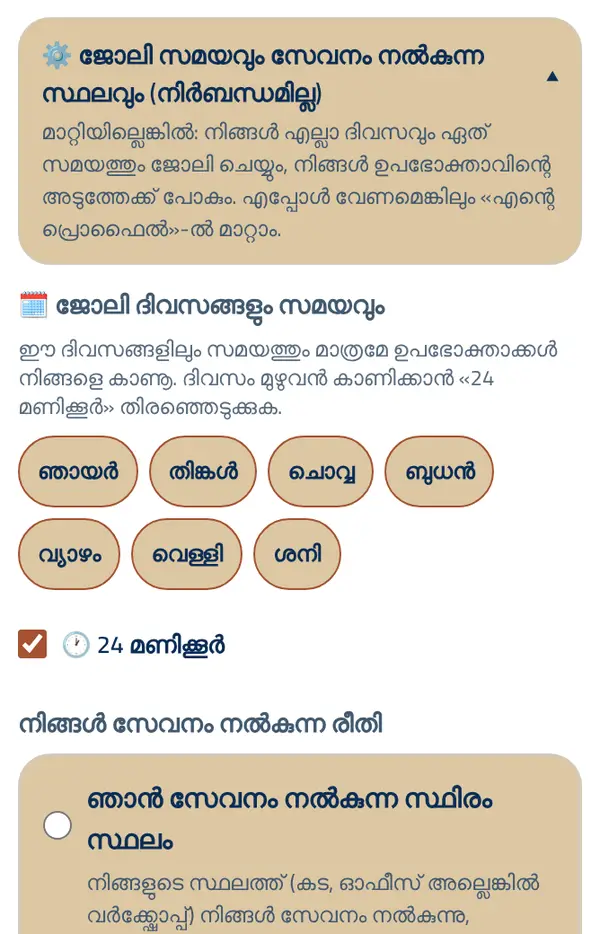 ⚙️ ജോലി സമയവും സേവനം നൽകുന്ന
സ്ഥലവും (നിർബന്ധമില്ല)
▲
മാറ്റിയില്ലെങ്കിൽ: നിങ്ങൾ എല്ലാ ദിവസവും ഏത്
സമയത്തും ജോലി ചെയ്യും, നിങ്ങൾ ഉപഭോക്താവിന്റെ
അടുത്തേക്ക് പോകും. എപ്പോൾ വേണമെങ്കിലും «എന്റെ
പ്രൊഫൈൽ»-ൽ മാറ്റാം.
🗓️ ജോലി ദിവസങ്ങളും സമയവും
ഈ ദിവസങ്ങളിലും സമയത്തും മാത്രമേ ഉപഭോക്താക്കൾ
നിങ്ങളെ കാണൂ. ദിവസം മുഴുവൻ കാണിക്കാൻ «24
മണിക്കൂർ» തിരഞ്ഞെടുക്കുക.
ഞായർ തിങ്കൾ ചൊവ്വ ബുധൻ
വ്യാഴം വെള്ളി ശനി
🕐 24 മണിക്കൂർ
നിങ്ങൾ സേവനം നൽകുന്ന രീതി
ഞാൻ സേവനം നൽകുന്ന സ്ഥിരം
സ്ഥലം
നിങ്ങളുടെ സ്ഥലത്ത് (കട, ഓഫീസ് അല്ലെങ്കിൽ
വർക്ക്ഷോപ്പ്) നിങ്ങൾ സേവനം നൽകുന്നു,